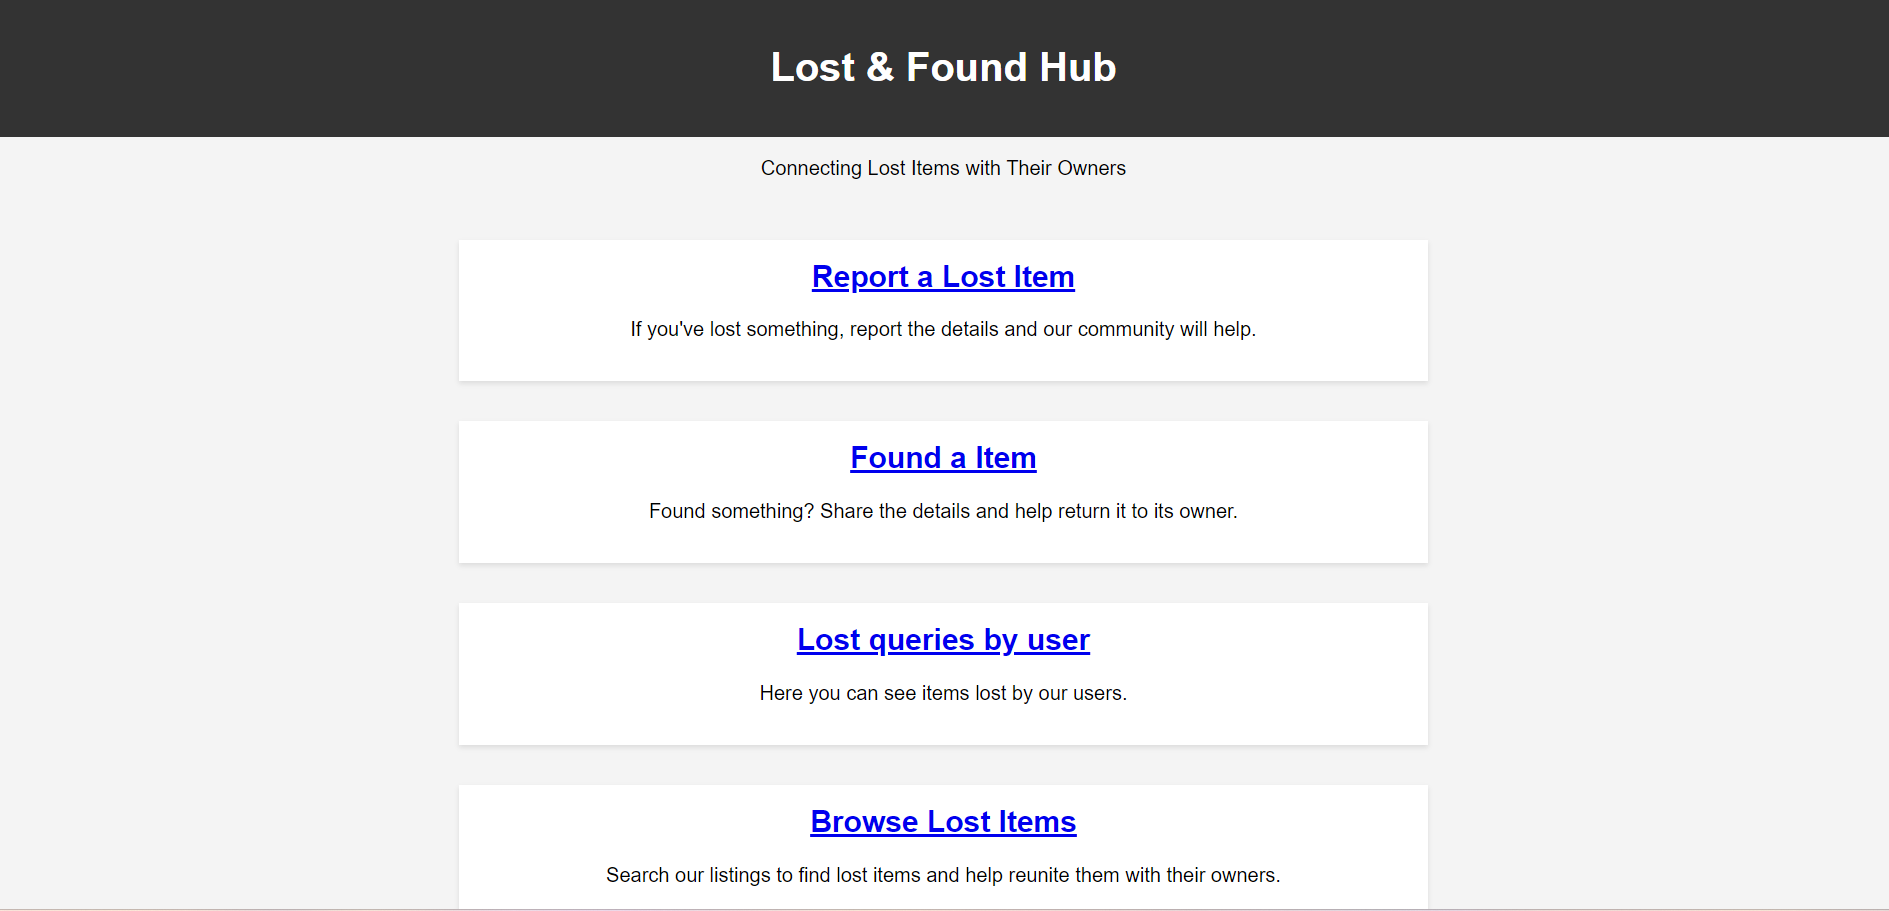 Lost & Found Hub
Connecting Lost Items with Their Owners
Report a Lost Item
If you've lost something, report the details and our community will help.
Found a Item
Found something? Share the details and help return it to its owner.
Lost queries by user
Here you can see items lost by our users.
Browse Lost Items
Search our listings to find lost items and help reunite them with their owners.